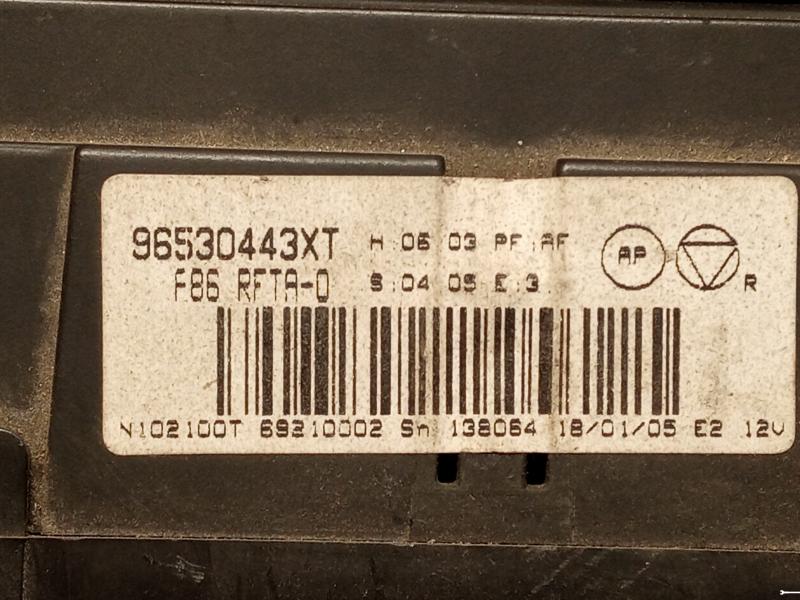 96530443XT H:06 03 PF:AF
F86 RFTA-0 S:04 05 E:3
AP
R
N102100T 69210002 Sn 138064 18/01/05 E2 12V